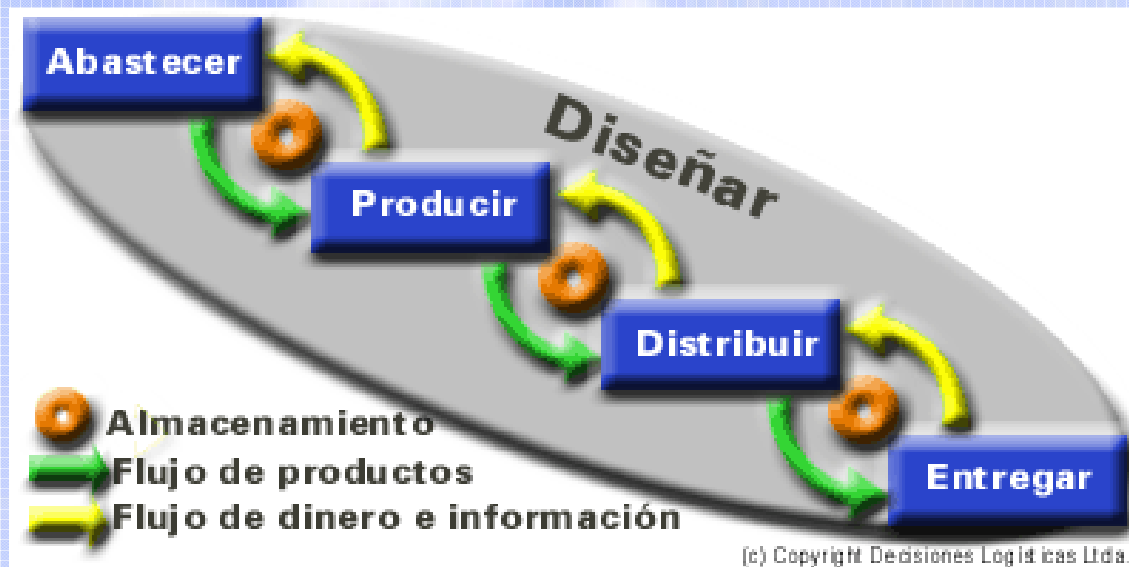 Abastecer
Diseñar
Producir
Distribuir
Entregar
Almacenamiento
Flujo de productos
Flujo de dinero e información
(c) Copyright Decisiones Logísticas Ltda.